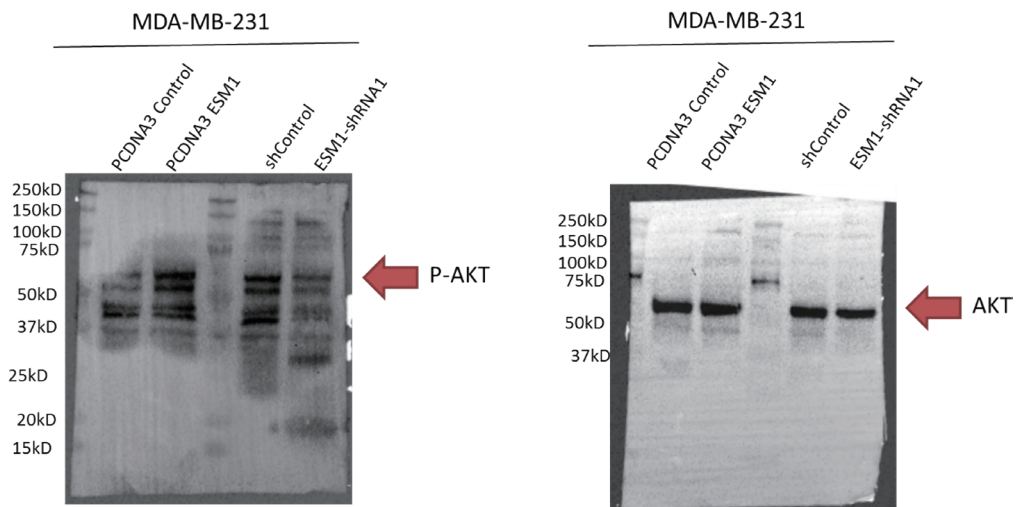 MDA-MB-231
PCDNA3 Control
PCDNA3 ESM1
shControl
ESM1-shRNA1
250kD
150kD
100kD
75kD
50kD
37kD
25kD
20kD
15kD
P-AKT
MDA-MB-231
PCDNA3 Control
PCDNA3 ESM1
shControl
ESM1-shRNA1
250kD
150kD
100kD
75kD
50kD
37kD
AKT